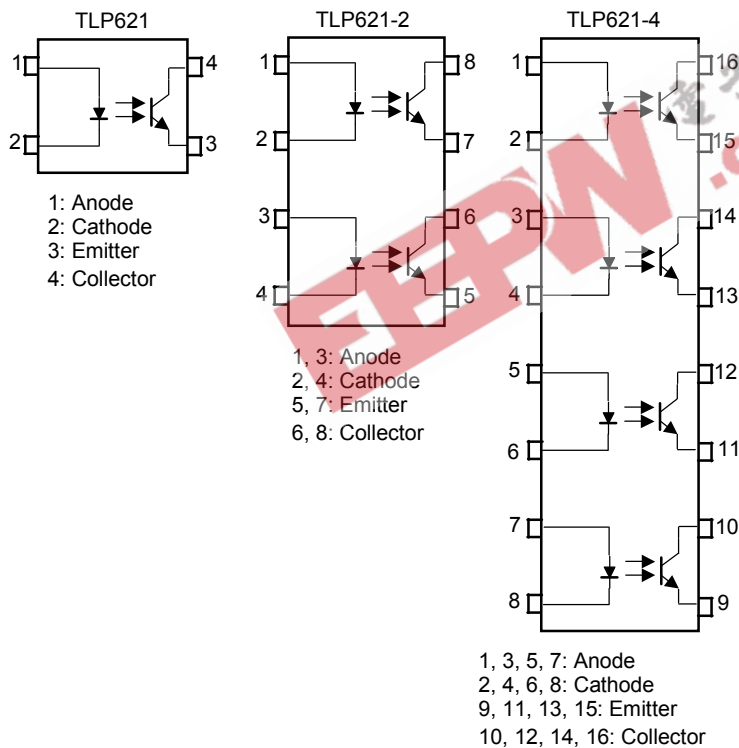 TLP621
1
4
2
3
1: Anode
2: Cathode
3: Emitter
4: Collector
TLP621-2
1
8
2
7
3
6
4
5
1, 3: Anode
2, 4: Cathode
5, 7: Emitter
6, 8: Collector
TLP621-4
1
16
2
15
3
14
4
13
5
12
6
11
7
10
8
9
1, 3, 5, 7: Anode
2, 4, 6, 8: Cathode
9, 11, 13, 15: Emitter
10, 12, 14, 16: Collector
EEPW